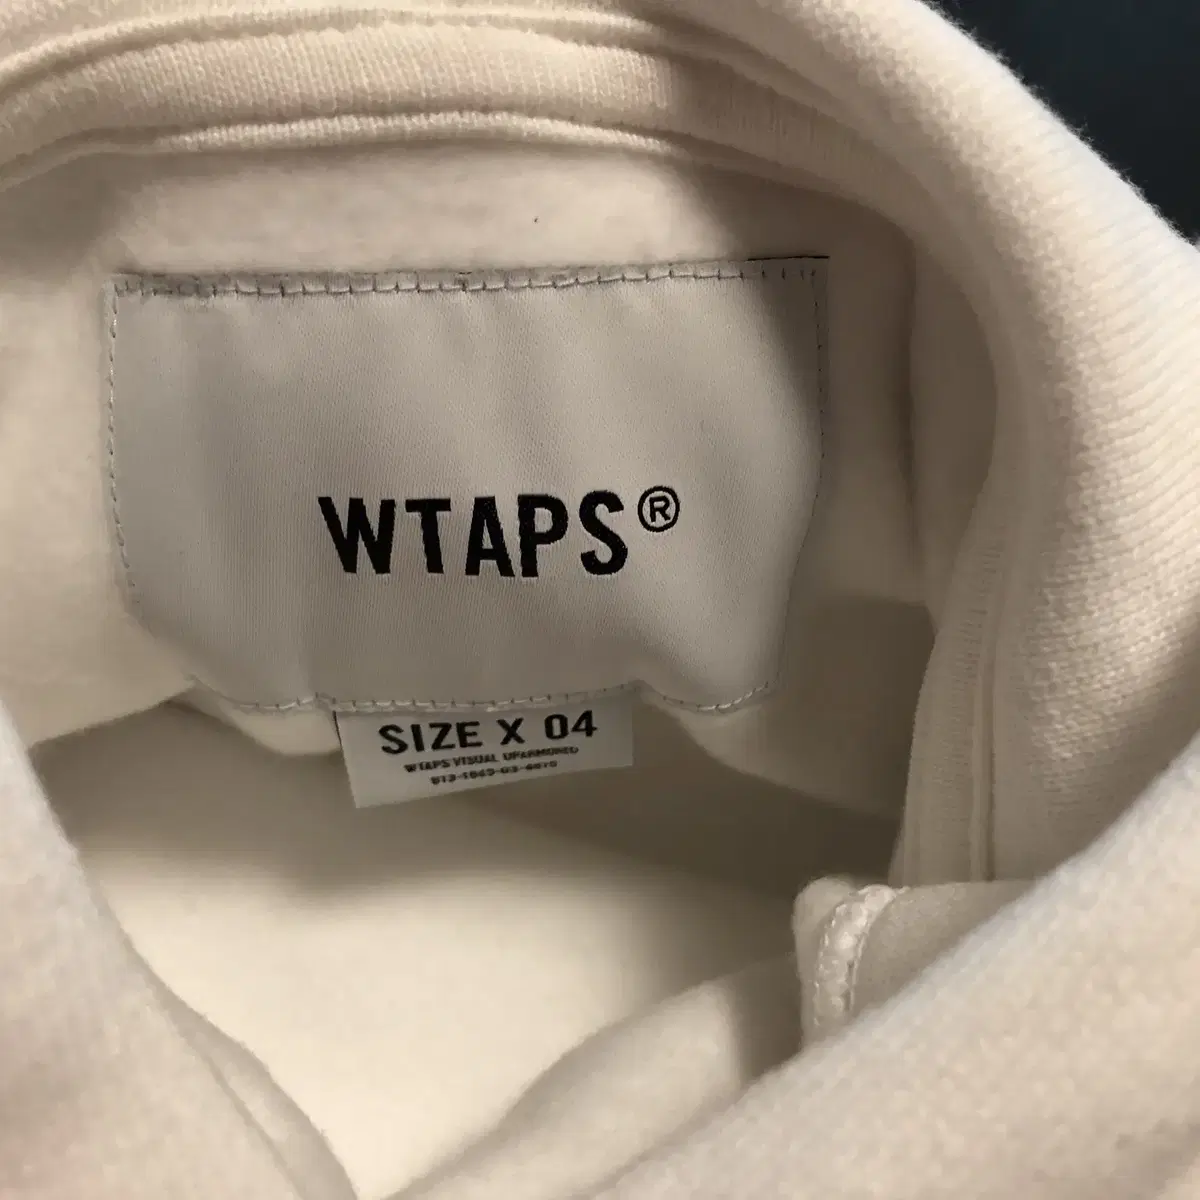 WTAPS®
SIZE X 04
WTAPS VISUAL UPARMORED